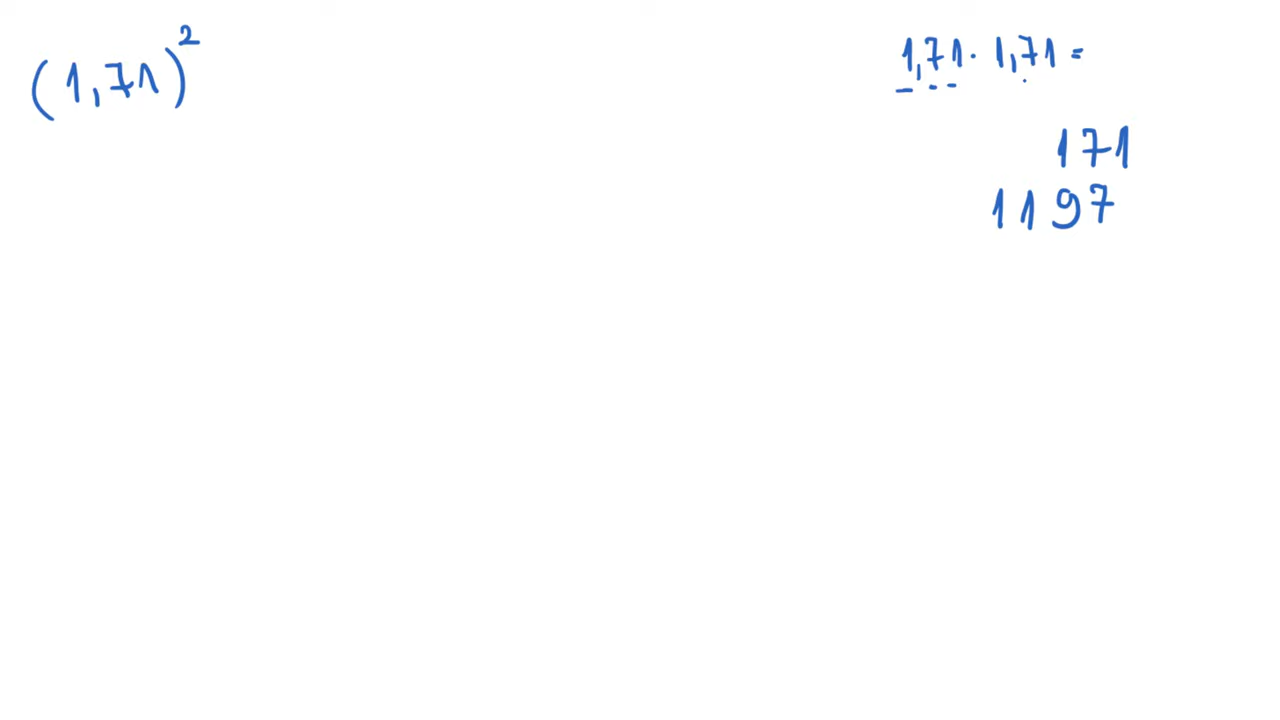 (1,71)²
1,71 · 1,71 =
171
1197